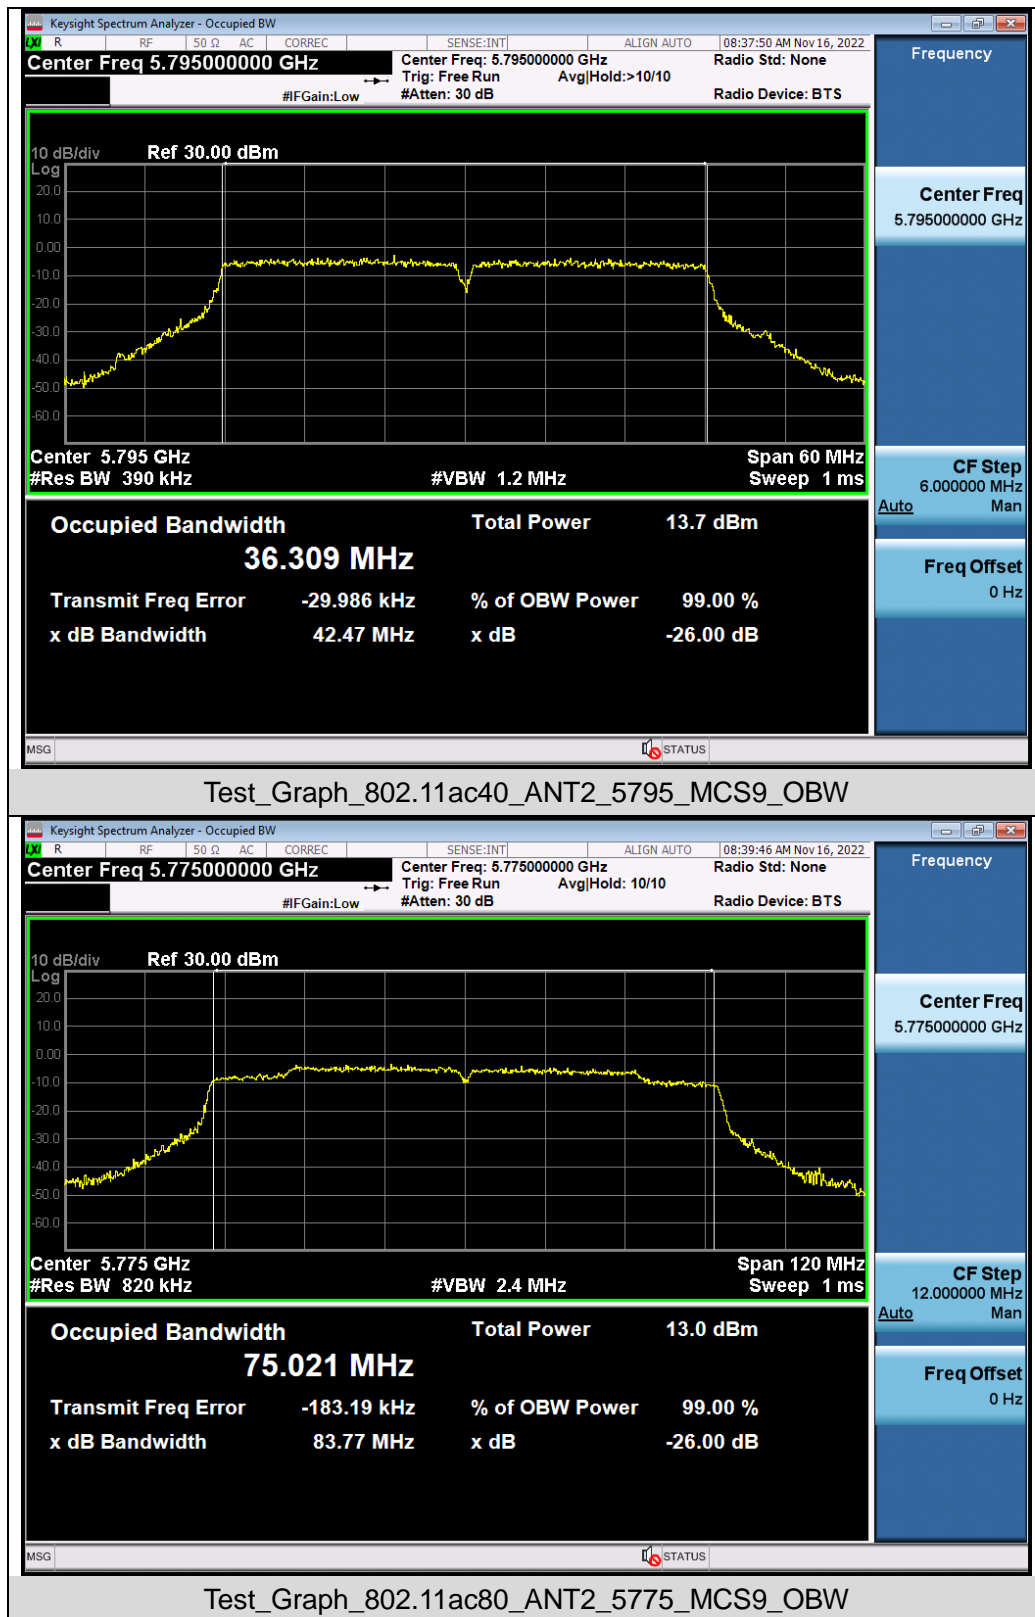 Keysight Spectrum Analyzer - Occupied BW
LXI R RF 50 Ω AC CORREC SENSE:INT ALIGN AUTO 08:37:50 AM Nov 16, 2022
Center Freq 5.795000000 GHz
#IFGain:Low
Center Freq: 5.795000000 GHz
Trig: Free Run Avg|Hold:>10/10
#Atten: 30 dB
Radio Std: None
Radio Device: BTS
Frequency
10 dB/div Ref 30.00 dBm
Log
20.0
10.0
0.00
-10.0
-20.0
-30.0
-40.0
-50.0
-60.0
Center 5.795 GHz Span 60 MHz
#Res BW 390 kHz #VBW 1.2 MHz Sweep 1 ms
Center Freq
5.795000000 GHz
CF Step
6.000000 MHz
Auto Man
Freq Offset
0 Hz
Occupied Bandwidth Total Power 13.7 dBm
36.309 MHz
Transmit Freq Error -29.986 kHz % of OBW Power 99.00 %
x dB Bandwidth 42.47 MHz x dB -26.00 dB
MSG STATUS
Test_Graph_802.11ac40_ANT2_5795_MCS9_OBW
Keysight Spectrum Analyzer - Occupied BW
LXI R RF 50 Ω AC CORREC SENSE:INT ALIGN AUTO 08:39:46 AM Nov 16, 2022
Center Freq 5.775000000 GHz
#IFGain:Low
Center Freq: 5.775000000 GHz
Trig: Free Run Avg|Hold: 10/10
#Atten: 30 dB
Radio Std: None
Radio Device: BTS
Frequency
10 dB/div Ref 30.00 dBm
Log
20.0
10.0
0.00
-10.0
-20.0
-30.0
-40.0
-50.0
-60.0
Center 5.775 GHz Span 120 MHz
#Res BW 820 kHz #VBW 2.4 MHz Sweep 1 ms
Center Freq
5.775000000 GHz
CF Step
12.000000 MHz
Auto Man
Freq Offset
0 Hz
Occupied Bandwidth Total Power 13.0 dBm
75.021 MHz
Transmit Freq Error -183.19 kHz % of OBW Power 99.00 %
x dB Bandwidth 83.77 MHz x dB -26.00 dB
MSG STATUS
Test_Graph_802.11ac80_ANT2_5775_MCS9_OBW